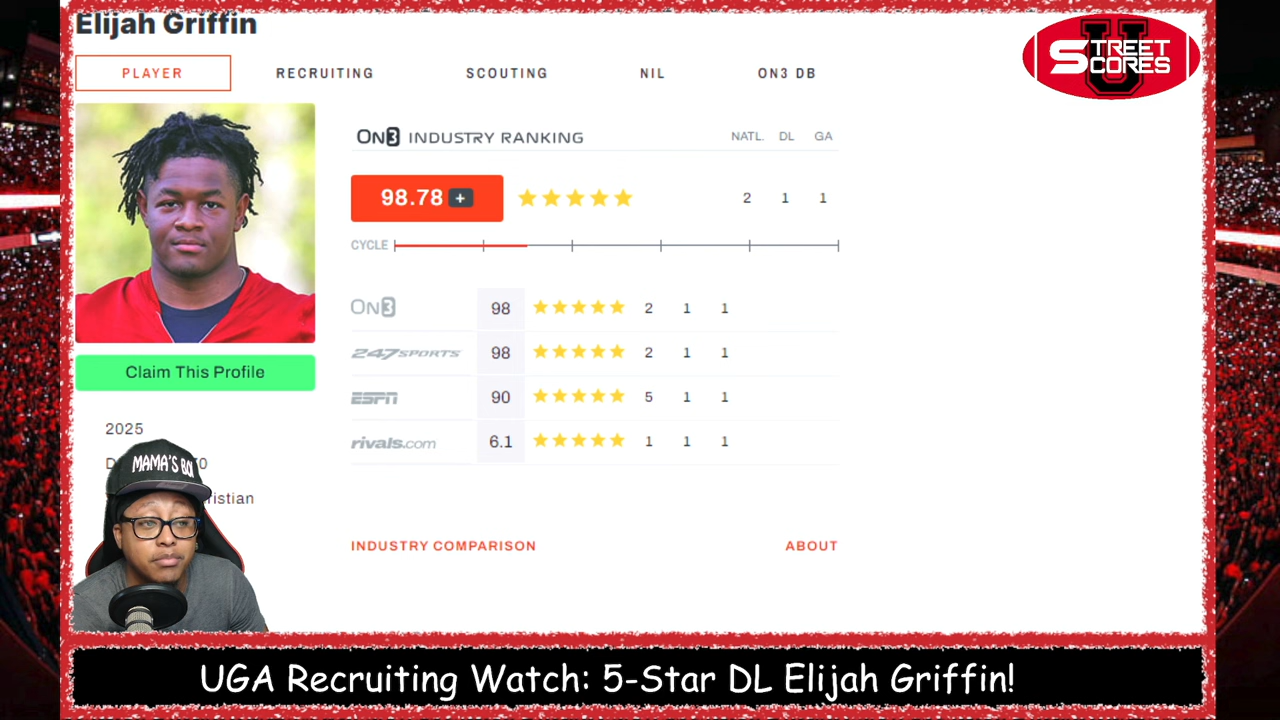 Elijah Griffin
PLAYER RECRUITING SCOUTING NIL ON3 DB
STREET SCORES
U
ON3 INDUSTRY RANKING NATL. DL GA
98.78 + 2 1 1
CYCLE
ON3 98 2 1 1
247SPORTS 98 2 1 1
ESPN 90 5 1 1
rivals.com 6.1 1 1 1
Claim This Profile
2025
MAMA'S BOY
INDUSTRY COMPARISON ABOUT
UGA Recruiting Watch: 5-Star DL Elijah Griffin!